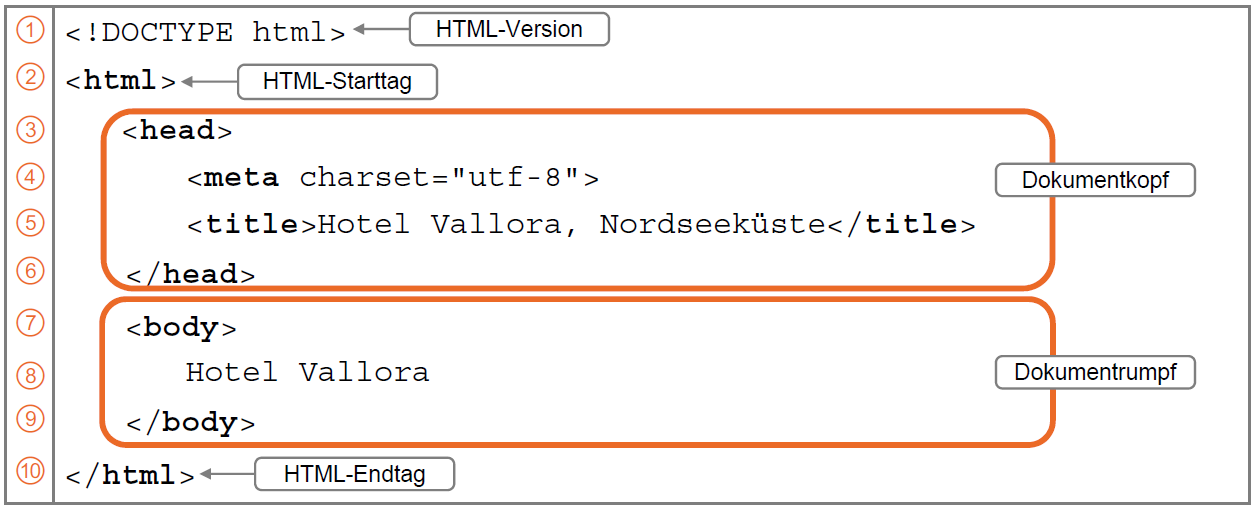 ① <!DOCTYPE html> HTML-Version
② <html> HTML-Starttag
③ <head>
④ <meta charset="utf-8"> Dokumentkopf
⑤ <title>Hotel Vallora, Nordseeküste</title>
⑥ </head>
⑦ <body>
⑧ Hotel Vallora Dokumentrumpf
⑨ </body>
⑩ </html> HTML-Endtag